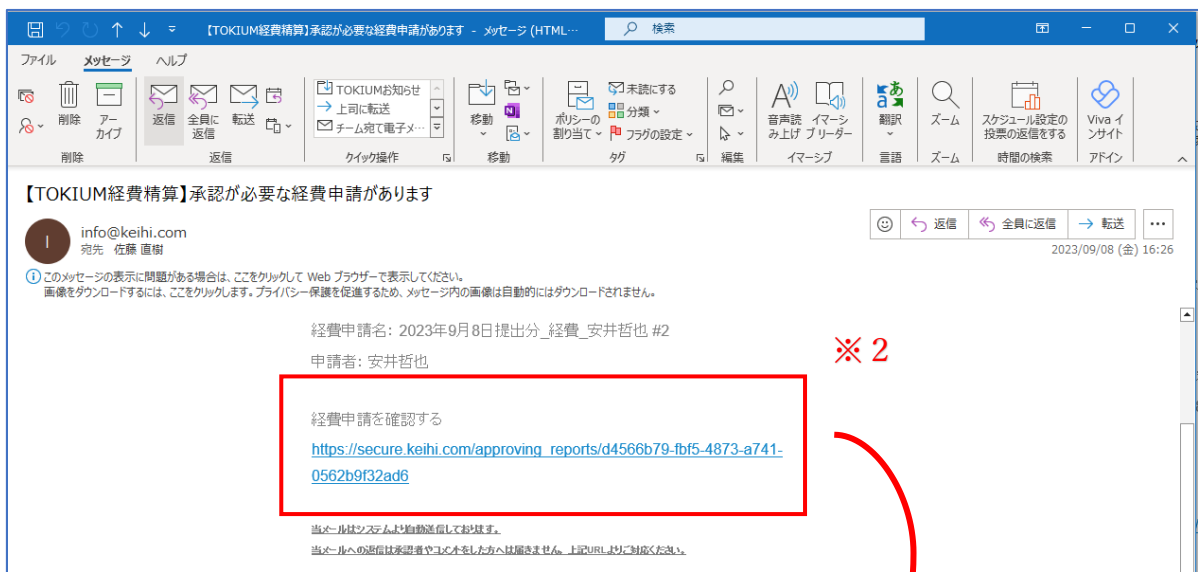 【TOKIUM経費精算】承認が必要な経費申請があります - メッセージ (HTML…
検索
ファイル メッセージ ヘルプ
削除
アーカイブ
返信
全員に返信
転送
TOKIUMお知らせ
上司に転送
チーム宛て電子メ…
移動
ポリシーの割り当て
未読にする
分類
フラグの設定
音声読み上げ
イマーシブ リーダー
翻訳
ズーム
スケジュール設定の投票の返信をする
Viva インサイト
削除 返信 クイック操作 移動 タグ 編集 イマーシブ 言語 ズーム 時間の検索 アドイン
【TOKIUM経費精算】承認が必要な経費申請があります
I
info@keihi.com
宛先 佐藤 直樹
返信 全員に返信 転送 …
2023/09/08 (金) 16:26
このメッセージの表示に問題がある場合は、ここをクリックして Web ブラウザーで表示してください。
画像をダウンロードするには、ここをクリックします。プライバシー保護を促進するため、メッセージ内の画像は自動的にはダウンロードされません。
経費申請名: 2023年9月8日提出分_経費_安井哲也 #2
申請者: 安井哲也
※2
経費申請を確認する
https://secure.keihi.com/approving_reports/d4566b79-fbf5-4873-a741-
0562b9f32ad6
当メールはシステムより自動送信しております。
当メールへの返信は承認者やコメントをした方へは届きません。上記URLよりご対応ください。